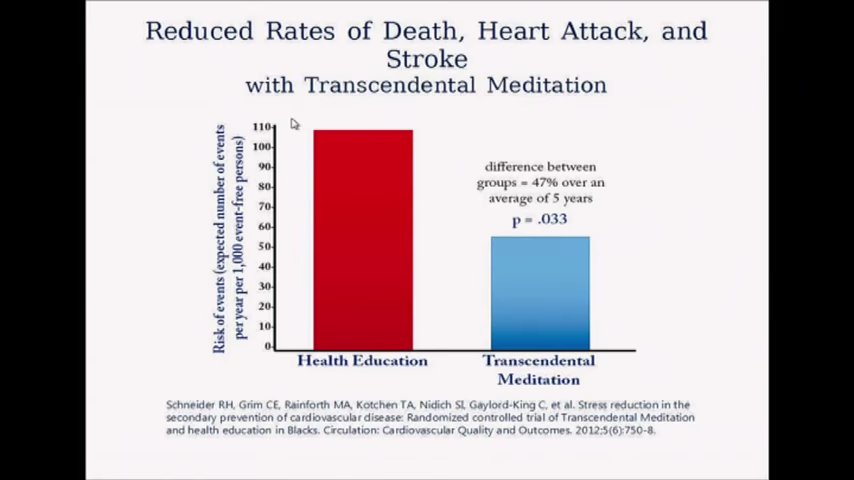 Reduced Rates of Death, Heart Attack, and
Stroke
with Transcendental Meditation
Risk of events (expected number of events
per year per 1,000 event-free persons)
110
100
90
80
70
60
50
40
30
20
10
0
difference between
groups = 47% over an
average of 5 years
p = .033
Health Education
Transcendental
Meditation
Schneider RH, Grim CE, Rainforth MA, Kotchen TA, Nidich SI, Gaylord-King C, et al. Stress reduction in the
secondary prevention of cardiovascular disease: Randomized controlled trial of Transcendental Meditation
and health education in Blacks. Circulation: Cardiovascular Quality and Outcomes. 2012;5(6):750-8.